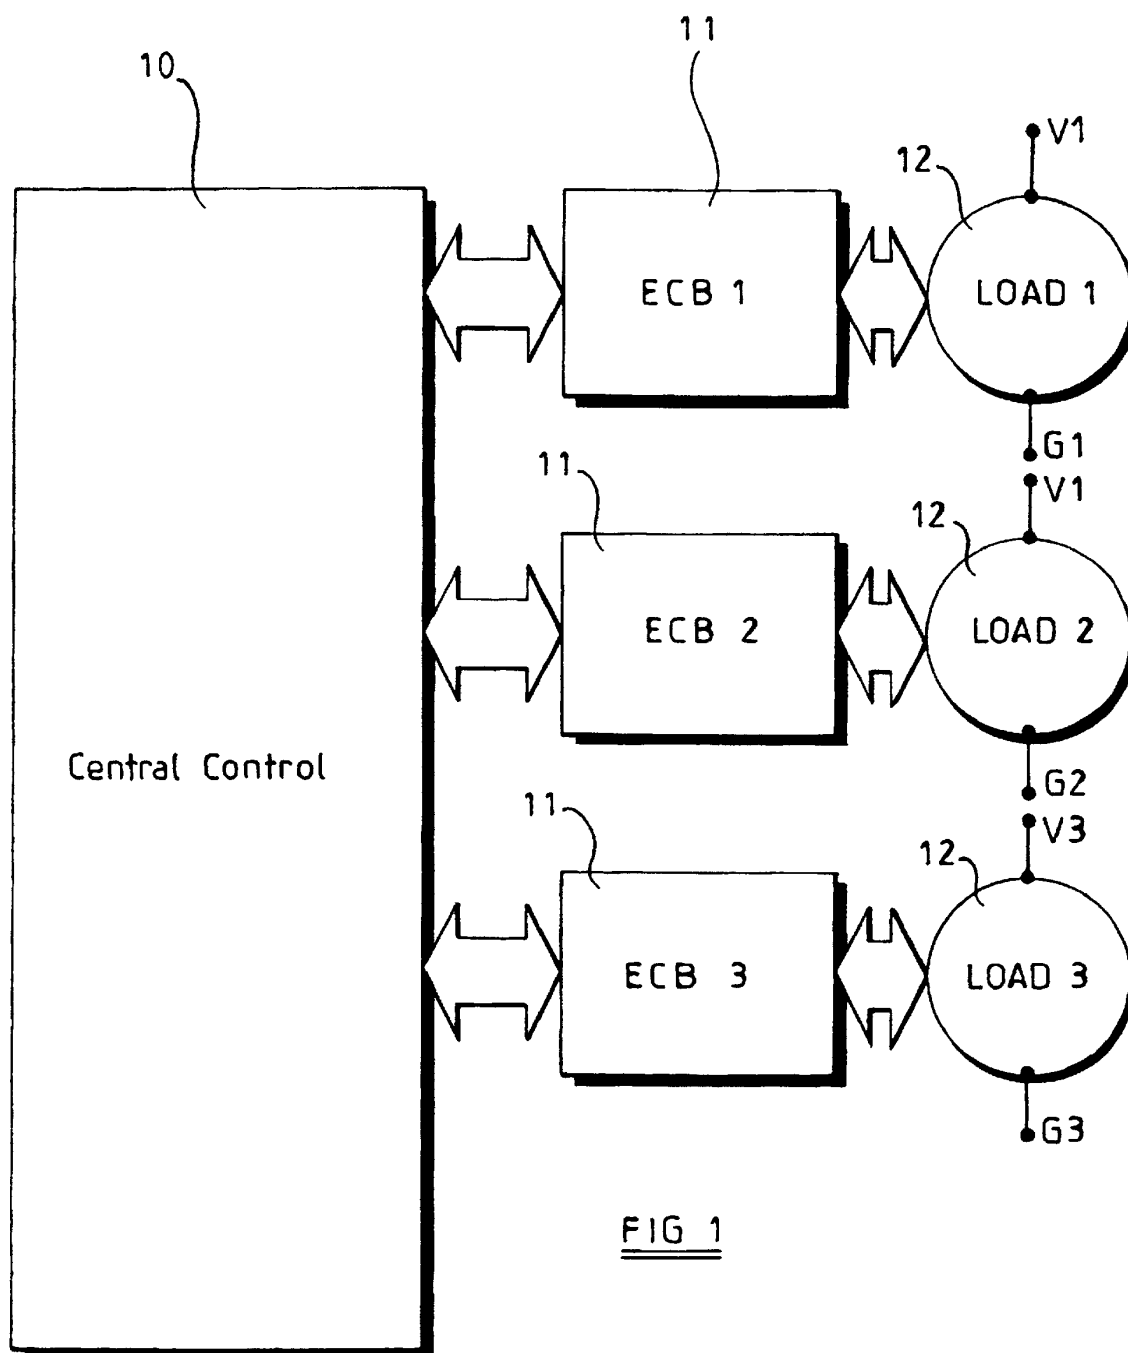 10
11
V1
12
ECB 1
LOAD 1
G1
11
V1
12
ECB 2
LOAD 2
Central Control
G2
11
V3
12
ECB 3
LOAD 3
G3
FIG 1